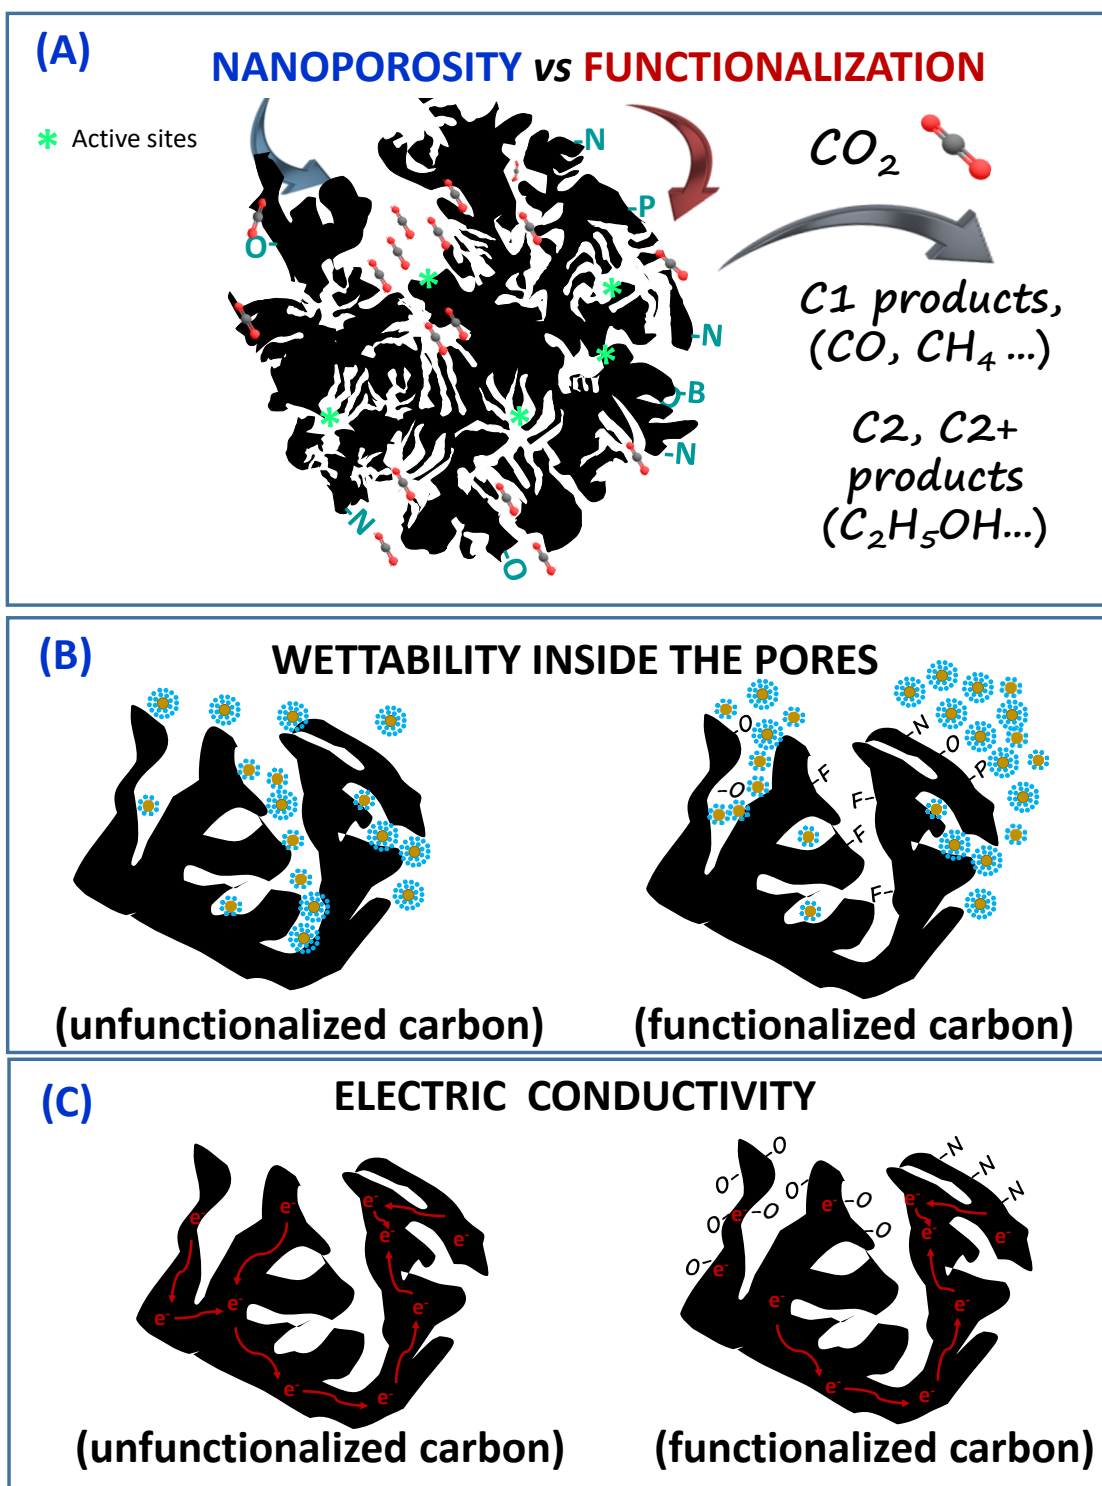 (A)
NANOPOROSITY vs FUNCTIONALIZATION
* Active sites
-N
-P
O-
-N
-B
-N
-N
-O
CO₂
C1 products,
(CO, CH₄ ...)
C2, C2+
products
(C₂H₅OH...)
(B)
WETTABILITY INSIDE THE PORES
-O
-N
-O
-P
-F
-O
F-
-F
F-
(unfunctionalized carbon)
(functionalized carbon)
(C)
ELECTRIC CONDUCTIVITY
e⁻
e⁻
e⁻
e⁻
e⁻
e⁻
e⁻
e⁻
e⁻
e⁻
-O
-N
O-
O-
-N
-O
-N
O-
-O
-O
O-
e⁻
e⁻
e⁻
e⁻
e⁻
e⁻
e⁻
e⁻
e⁻
e⁻
(unfunctionalized carbon)
(functionalized carbon)